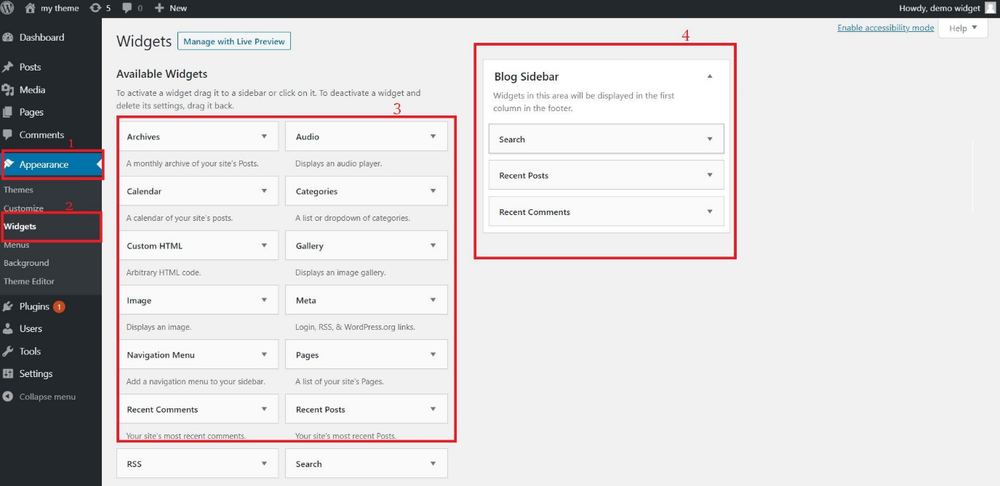 my theme 5 0 New Howdy, demo widget
Dashboard
Posts
Media
Pages
Comments
1
Appearance
Themes
Customize 2
Widgets
Menus
Background
Theme Editor
Plugins 1
Users
Tools
Settings
Collapse menu
Enable accessibility mode Help
Widgets Manage with Live Preview
Available Widgets
To activate a widget drag it to a sidebar or click on it. To deactivate a widget and
delete its settings, drag it back.
3
Archives Audio
A monthly archive of your site's Posts. Displays an audio player.
Calendar Categories
A calendar of your site's posts. A list or dropdown of categories.
Custom HTML Gallery
Arbitrary HTML code. Displays an image gallery.
Image Meta
Displays an image. Login, RSS, & WordPress.org links.
Navigation Menu Pages
Add a navigation menu to your sidebar. A list of your site's Pages.
Recent Comments Recent Posts
Your site's most recent comments. Your site's most recent Posts.
RSS Search
4
Blog Sidebar
Widgets in this area will be displayed in the first
column in the footer.
Search
Recent Posts
Recent Comments